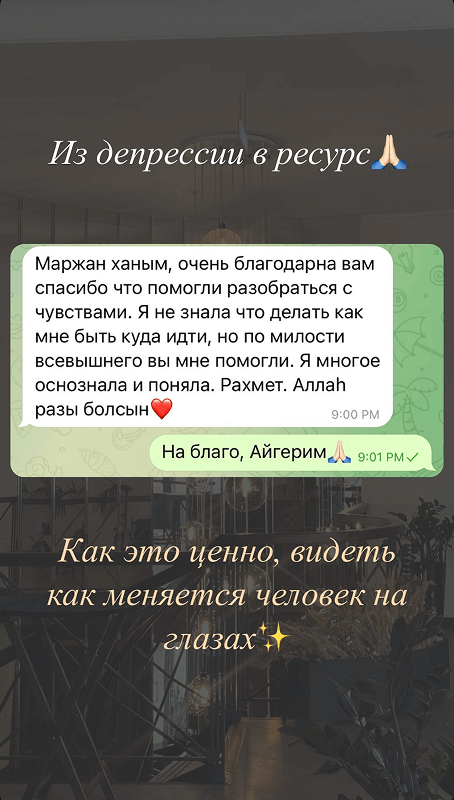 Из депрессии в ресурс🙏🏻
Маржан ханым, очень благодарна вам
спасибо что помогли разобраться с
чувствами. Я не знала что делать как
мне быть куда идти, но по милости
всевышнего вы мне помогли. Я многое
оснознала и поняла. Рахмет. Аллаһ
разы болсын❤️
9:00 PM
На благо, Айгерим🙏🏻
9:01 PM✓
Как это ценно, видеть
как меняется человек на
глазах✨